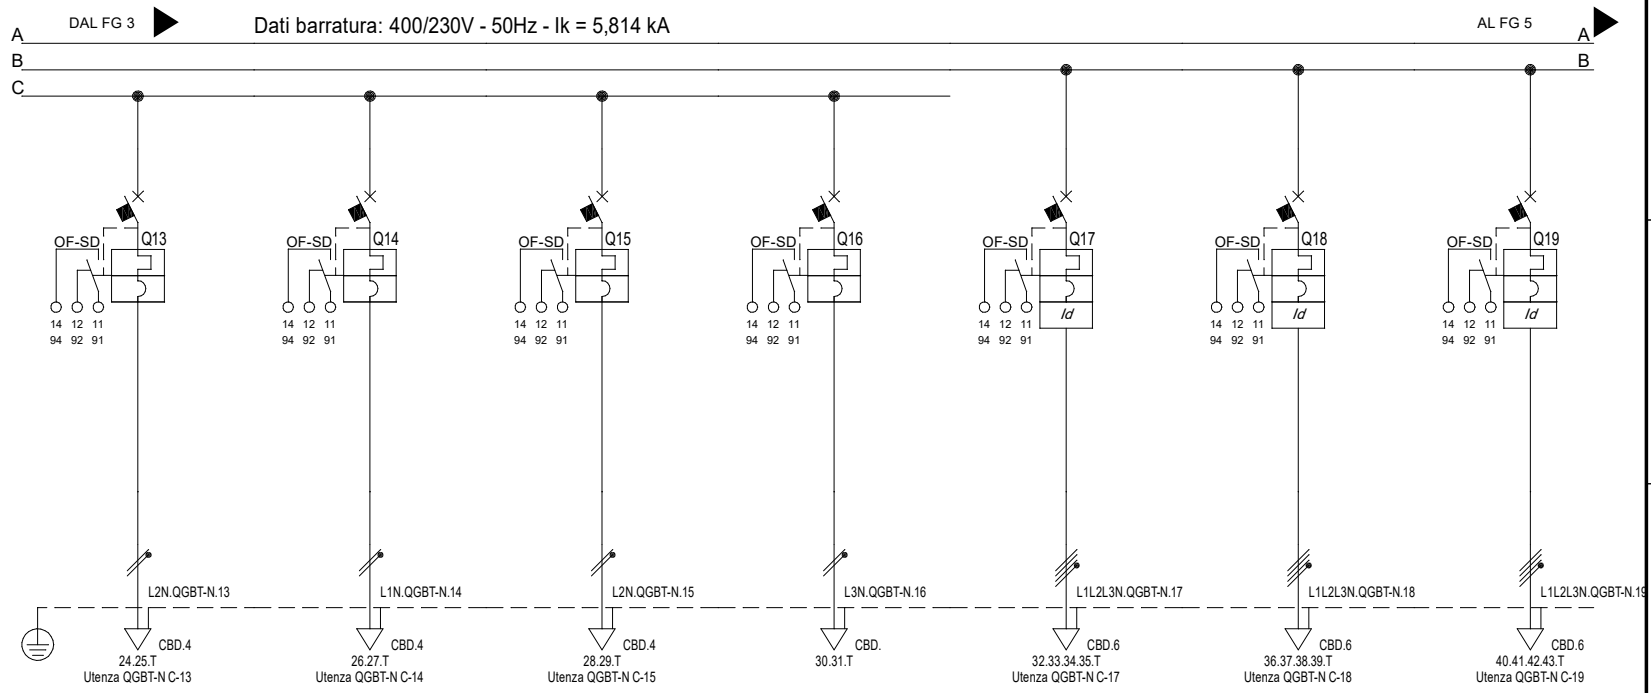 DAL FG 3
Dati barratura: 400/230V - 50Hz - Ik = 5,814 kA
AL FG 5
A A
B B
C
OF-SD Q13 OF-SD Q14 OF-SD Q15 OF-SD Q16 OF-SD Q17 OF-SD Q18 OF-SD Q19
14 12 11 14 12 11 14 12 11 14 12 11 14 12 11 14 12 11 14 12 11
94 92 91 94 92 91 94 92 91 94 92 91 94 92 91 94 92 91 94 92 91
Id Id Id
L2N.QGBT-N.13 L1N.QGBT-N.14 L2N.QGBT-N.15 L3N.QGBT-N.16 L1L2L3N.QGBT-N.17 L1L2L3N.QGBT-N.18 L1L2L3N.QGBT-N.19
CBD.4 CBD.4 CBD.4 CBD. CBD.6 CBD.6 CBD.6
24.25.T 26.27.T 28.29.T 30.31.T 32.33.34.35.T 36.37.38.39.T 40.41.42.43.T
Utenza QGBT-N C-13 Utenza QGBT-N C-14 Utenza QGBT-N C-15 Utenza QGBT-N C-17 Utenza QGBT-N C-18 Utenza QGBT-N C-19